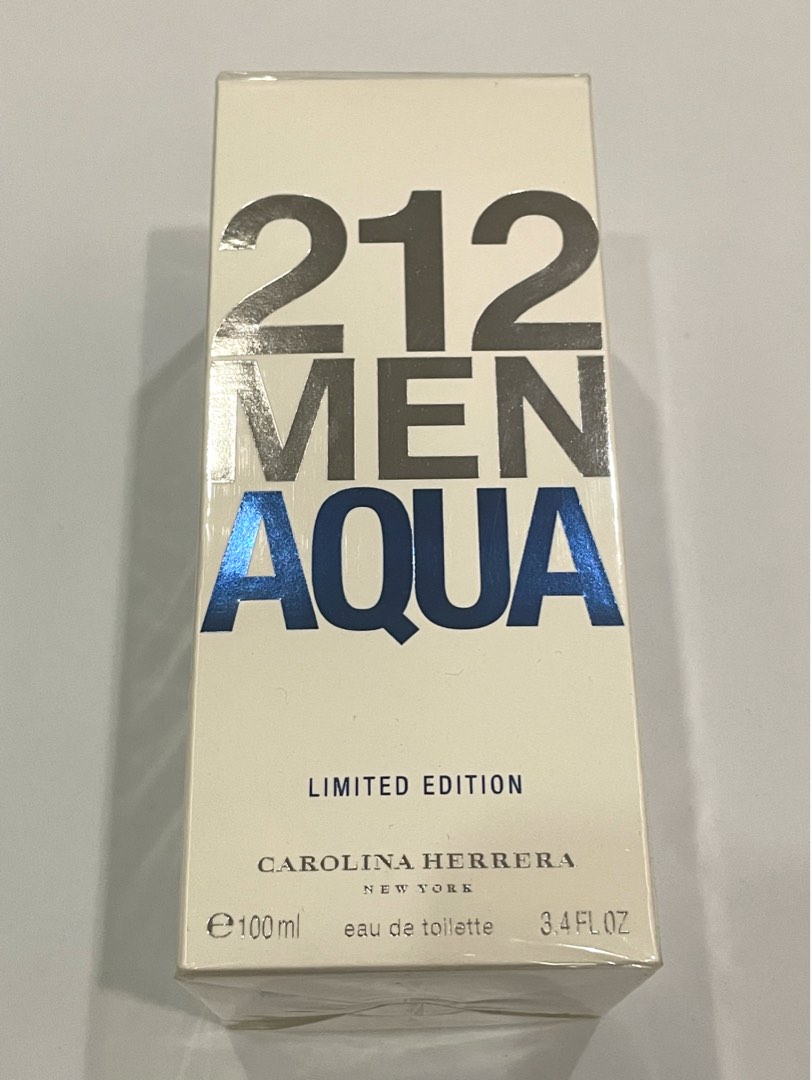 212
MEN
AQUA
LIMITED EDITION
CAROLINA HERRERA
NEW YORK
℮100ml eau de toilette 3.4 FL OZ